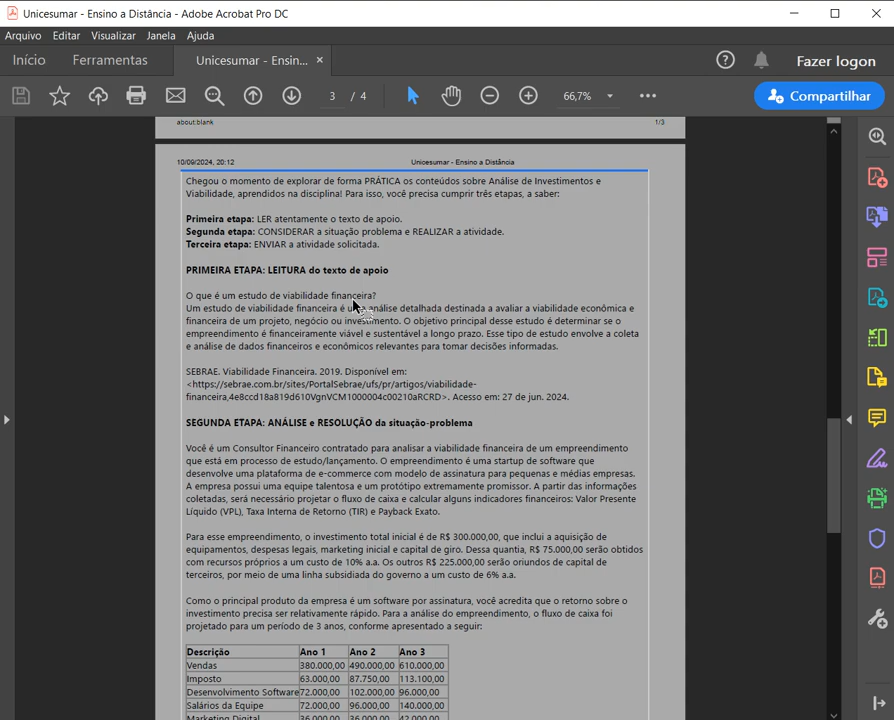 Unicesumar - Ensino a Distância - Adobe Acrobat Pro DC
Arquivo Editar Visualizar Janela Ajuda
Início Ferramentas Unicesumar - Ensin... × Fazer logon
3 / 4 66,7% Compartilhar
about:blank 1/3
10/09/2024, 20:12 Unicesumar - Ensino a Distância
Chegou o momento de explorar de forma PRÁTICA os conteúdos sobre Análise de Investimentos e
Viabilidade, aprendidos na disciplina! Para isso, você precisa cumprir três etapas, a saber:
Primeira etapa: LER atentamente o texto de apoio.
Segunda etapa: CONSIDERAR a situação problema e REALIZAR a atividade.
Terceira etapa: ENVIAR a atividade solicitada.
PRIMEIRA ETAPA: LEITURA do texto de apoio
O que é um estudo de viabilidade financeira?
Um estudo de viabilidade financeira é análise detalhada destinada a avaliar a viabilidade econômica e
financeira de um projeto, negócio ou investimento. O objetivo principal desse estudo é determinar se o
empreendimento é financeiramente viável e sustentável a longo prazo. Esse tipo de estudo envolve a coleta
e análise de dados financeiros e econômicos relevantes para tomar decisões informadas.
SEBRAE. Viabilidade Financeira. 2019. Disponível em:
<https://sebrae.com.br/sites/PortalSebrae/ufs/pr/artigos/viabilidade-
financeira,4e8ccd18a819d610VgnVCM1000004c00210aRCRD>. Acesso em: 27 de jun. 2024.
SEGUNDA ETAPA: ANÁLISE e RESOLUÇÃO da situação-problema
Você é um Consultor Financeiro contratado para analisar a viabilidade financeira de um empreendimento
que está em processo de estudo/lançamento. O empreendimento é uma startup de software que
desenvolve uma plataforma de e-commerce com modelo de assinatura para pequenas e médias empresas.
A empresa possui uma equipe talentosa e um protótipo extremamente promissor. A partir das informações
coletadas, será necessário projetar o fluxo de caixa e calcular alguns indicadores financeiros: Valor Presente
Líquido (VPL), Taxa Interna de Retorno (TIR) e Payback Exato.
Para esse empreendimento, o investimento total inicial é de R$ 300.000,00, que inclui a aquisição de
equipamentos, despesas legais, marketing inicial e capital de giro. Dessa quantia, R$ 75.000,00 serão obtidos
com recursos próprios a um custo de 10% a.a. Os outros R$ 225.000,00 serão oriundos de capital de
terceiros, por meio de uma linha subsidiada do governo a um custo de 6% a.a.
Como o principal produto da empresa é um software por assinatura, você acredita que o retorno sobre o
investimento precisa ser relativamente rápido. Para a análise do empreendimento, o fluxo de caixa foi
projetado para um período de 3 anos, conforme apresentado a seguir:
Descrição Ano 1 Ano 2 Ano 3
Vendas 380.000,00 490.000,00 610.000,00
Imposto 63.000,00 87.750,00 113.100,00
Desenvolvimento Software 72.000,00 102.000,00 96.000,00
Salários da Equipe 72.000,00 96.000,00 140.000,00
Marketing Digital 36.000,00 36.000,00 42.000,00